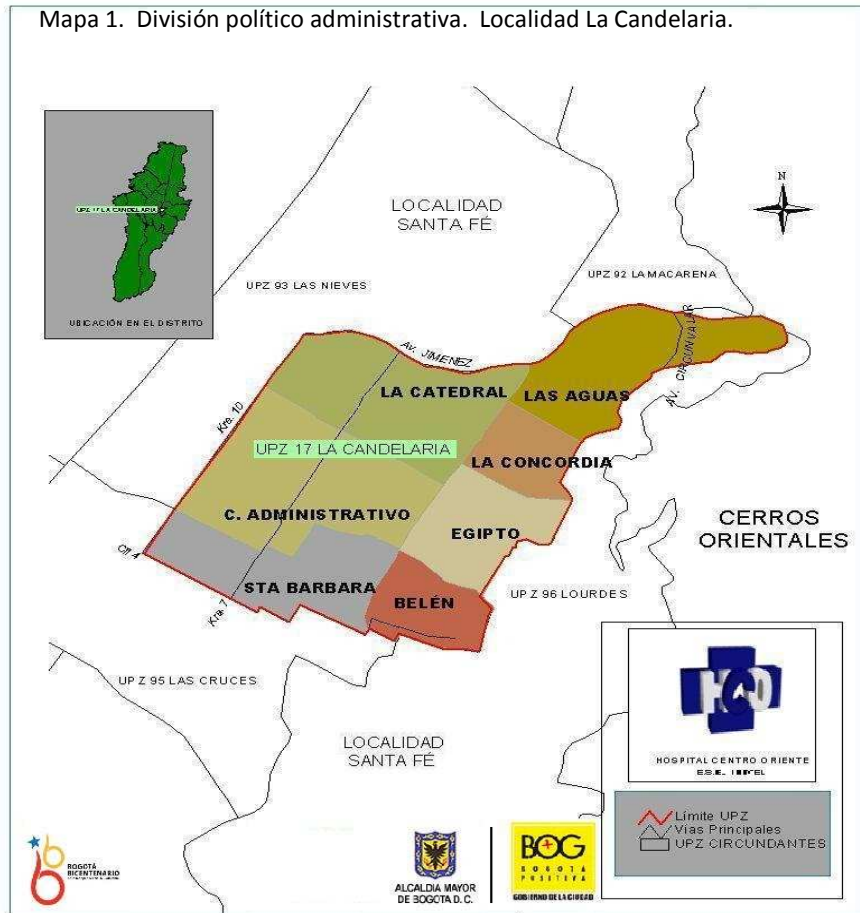 Mapa 1. División político administrativa. Localidad La Candelaria.
UPZ 17 LA CANDELARIA
UBICACIÓN EN EL DISTRITO
LOCALIDAD
SANTA FÉ
N
UPZ 93 LAS NIEVES
UPZ 92 LA MACARENA
Av. JIMENEZ
AV. CIRCUNVALAR
Kra. 10
LA CATEDRAL
LAS AGUAS
UPZ 17 LA CANDELARIA
LA CONCORDIA
C. ADMINISTRATIVO
EGIPTO
CERROS
ORIENTALES
Cll 4
Kra. 7
STA BARBARA
BELÉN
UPZ 96 LOURDES
UPZ 95 LAS CRUCES
LOCALIDAD
SANTA FÉ
HCO
HOSPITAL CENTRO ORIENTE
E.S.E.
Límite UPZ
Vías Principales
UPZ CIRCUNDANTES
BOGOTÁ
BICENTENARIO
ALCALDIA MAYOR
DE BOGOTA D. C.
BOG
BOGOTÁ
POSITIVA
GOBIERNO DE LA CIUDAD